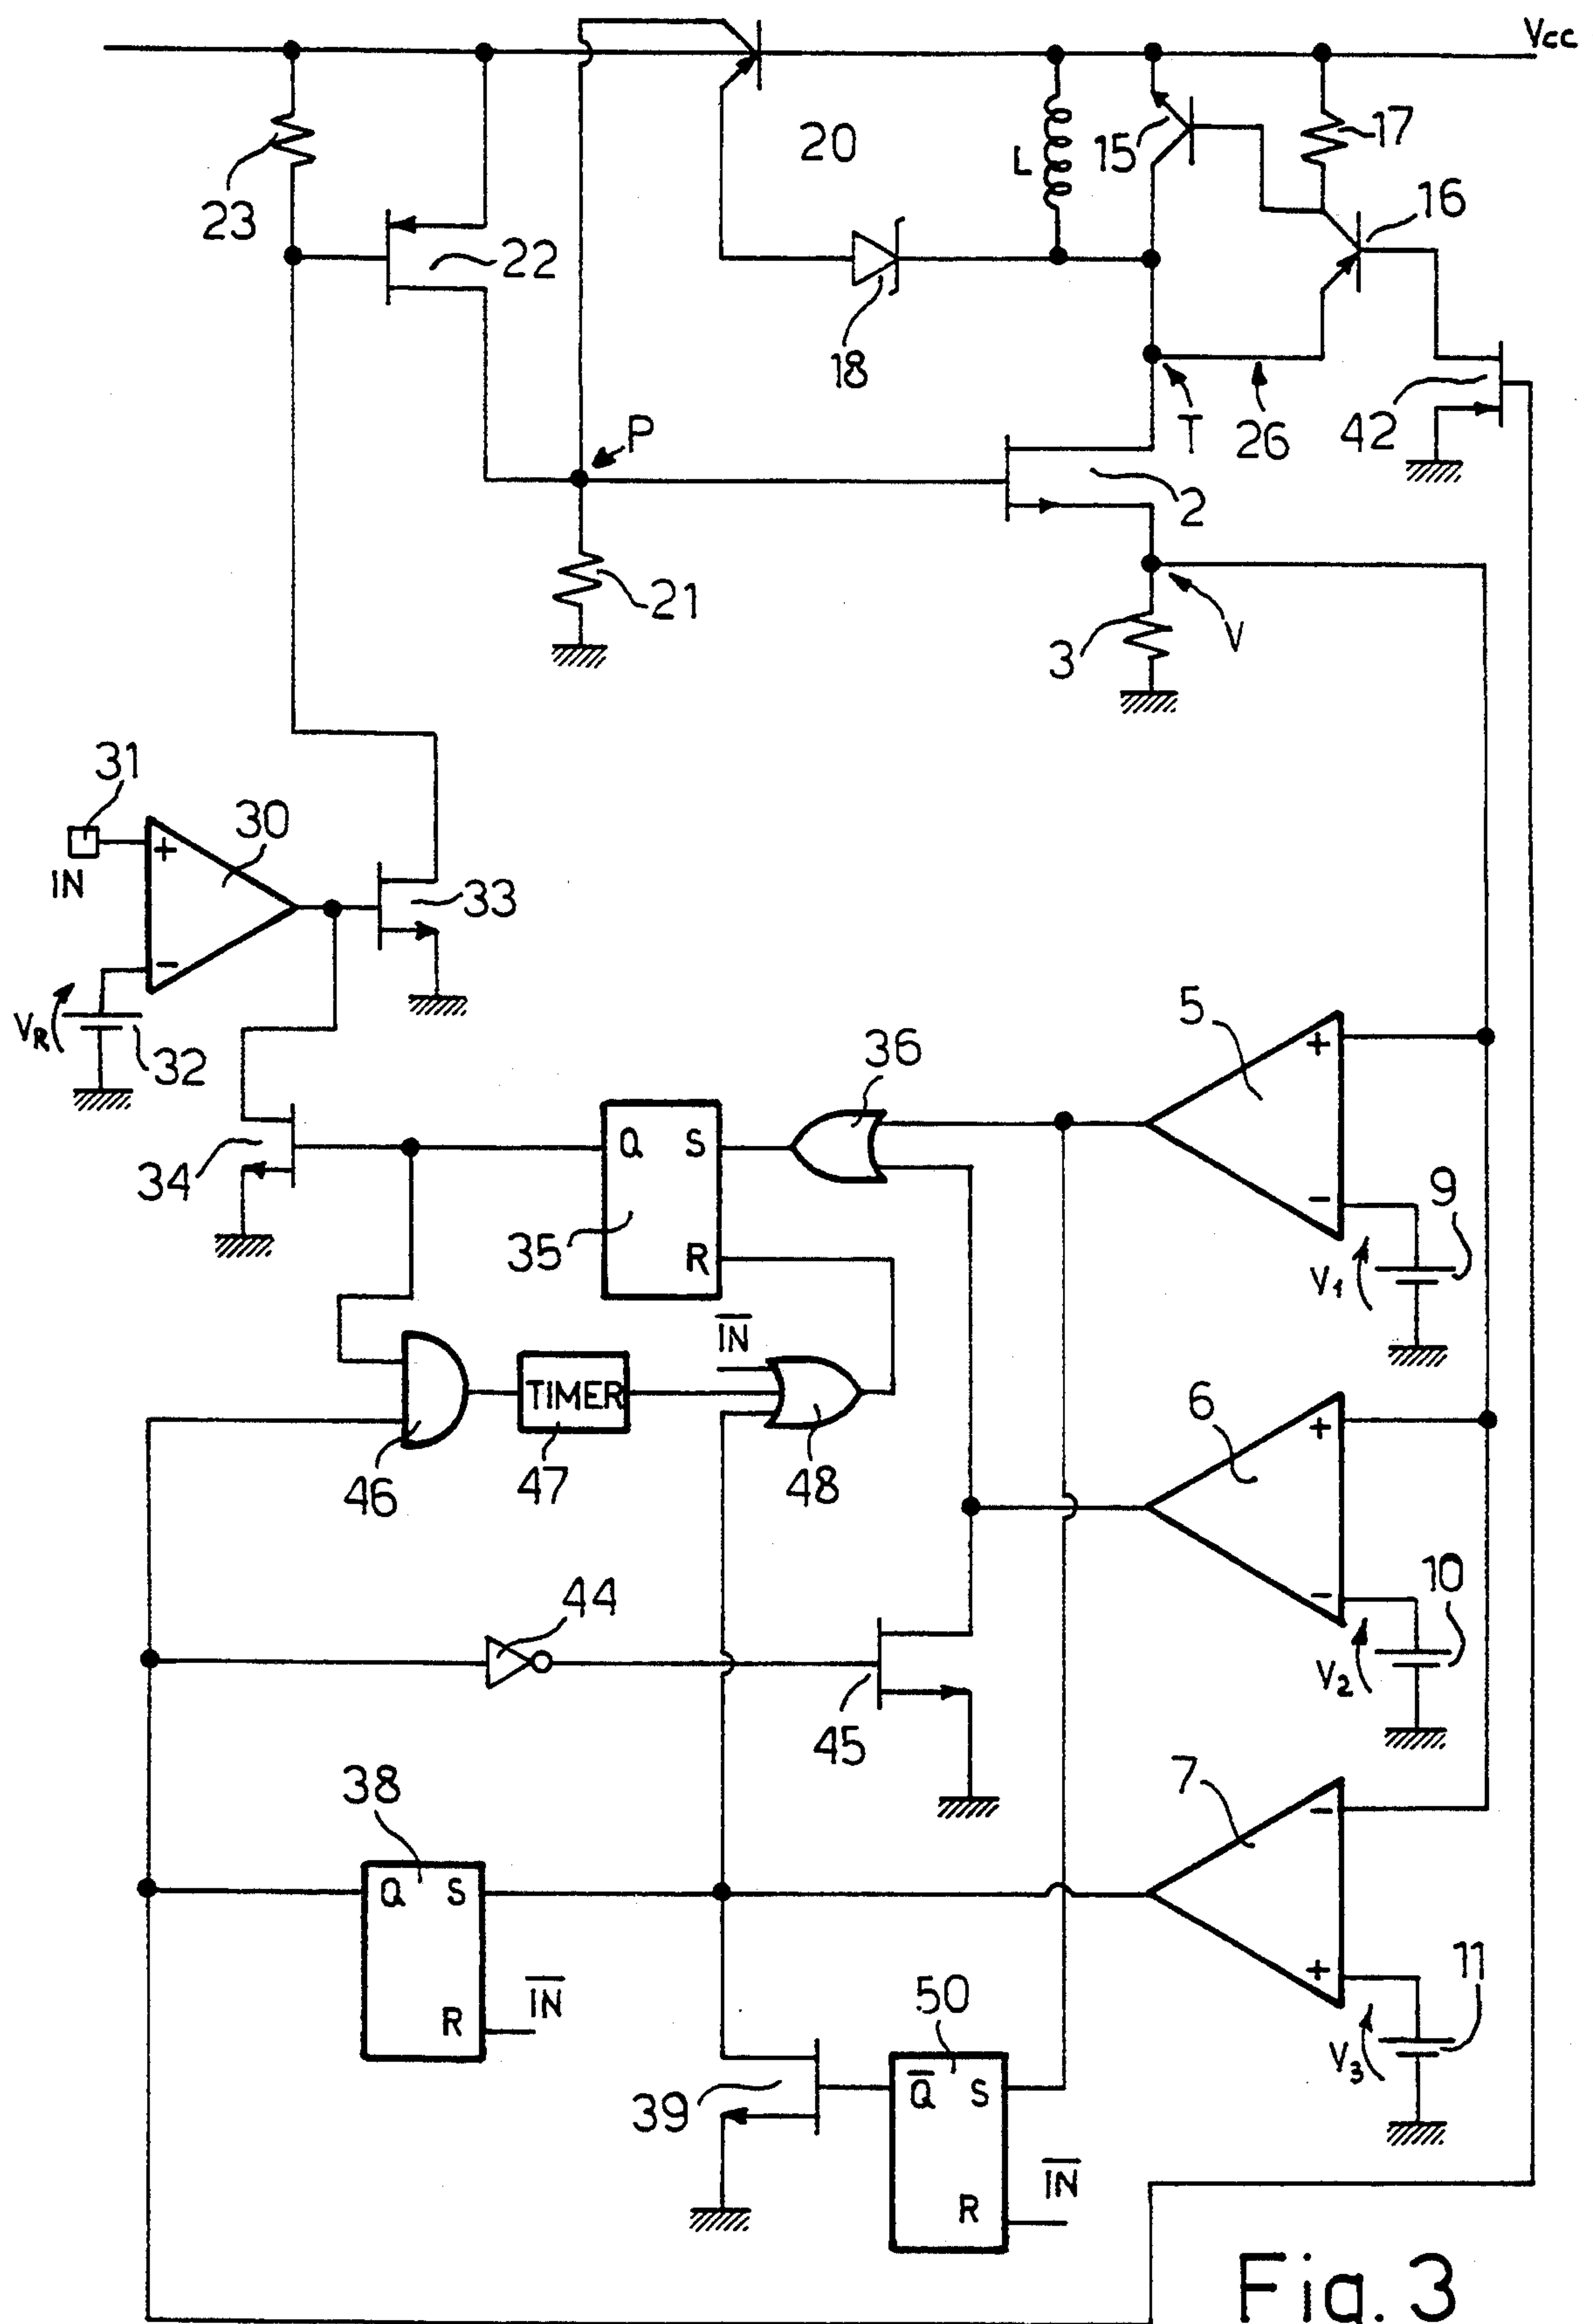 Vcc
23
22
20
L
15
17
16
18
T
26
42
P
2
21
3
V
31
IN
+
30
33
−
VR
32
34
Q S
35
R
36
5
+
−
9
V1
IN
TIMER
46
47
48
6
+
−
10
V2
44
45
38
Q S
R
IN
7
−
+
11
V3
39
50
Q S
R
IN
Fig. 3